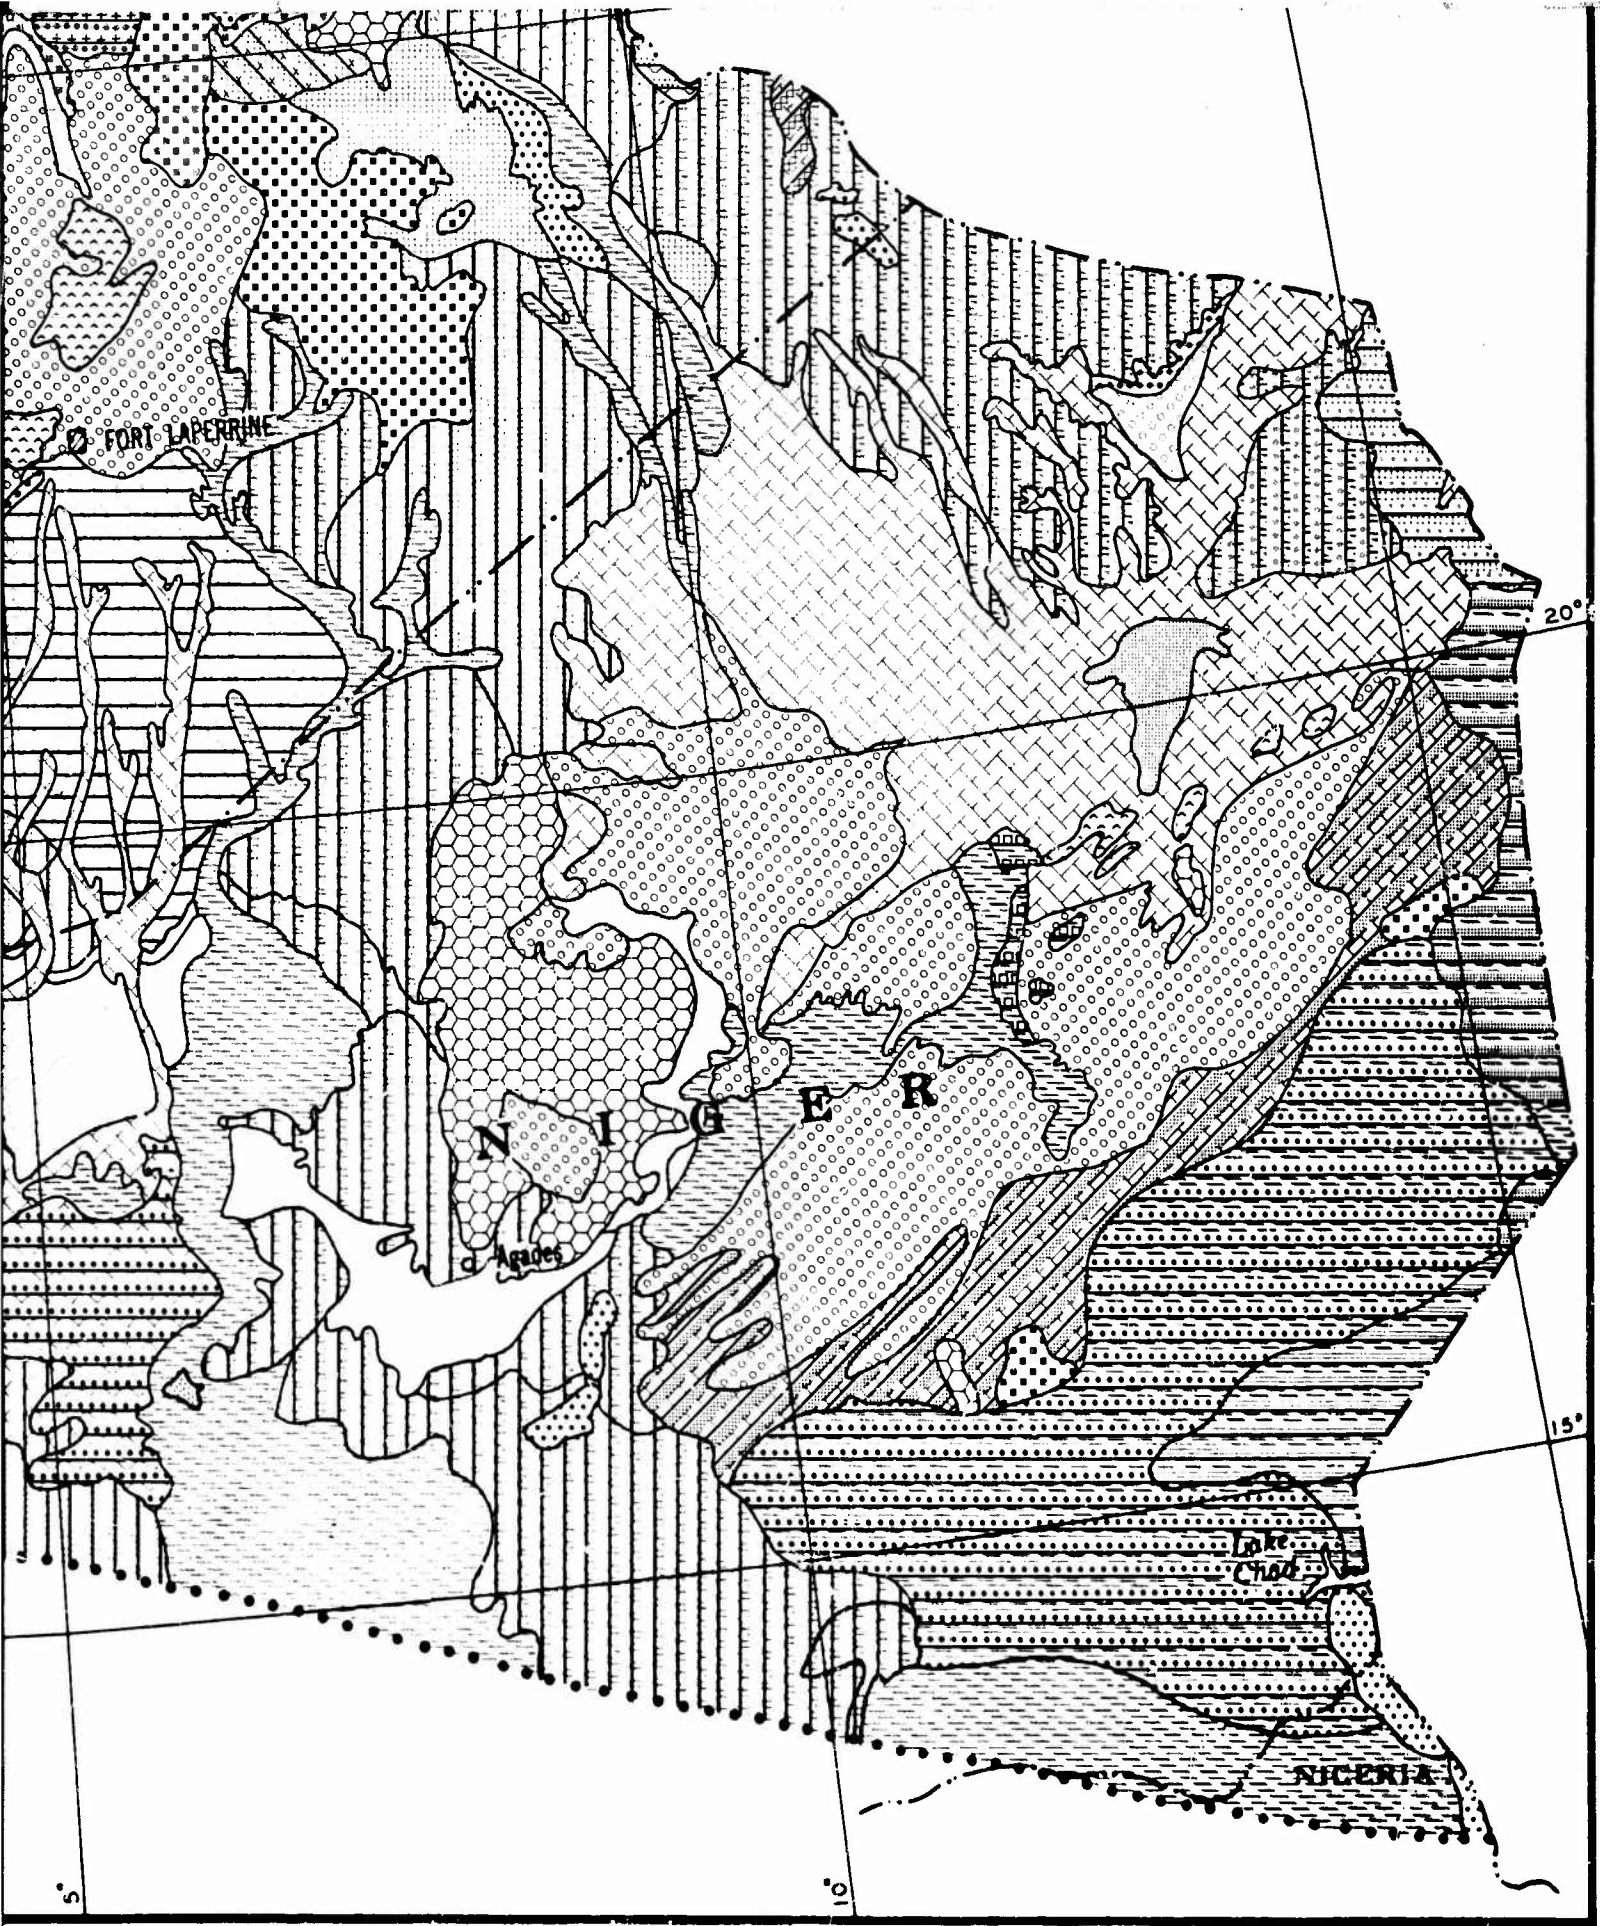 FORT LAPERRINE
20°
NIGER
Agades
15°
Lake
Chad
NIGERIA
5°
10°